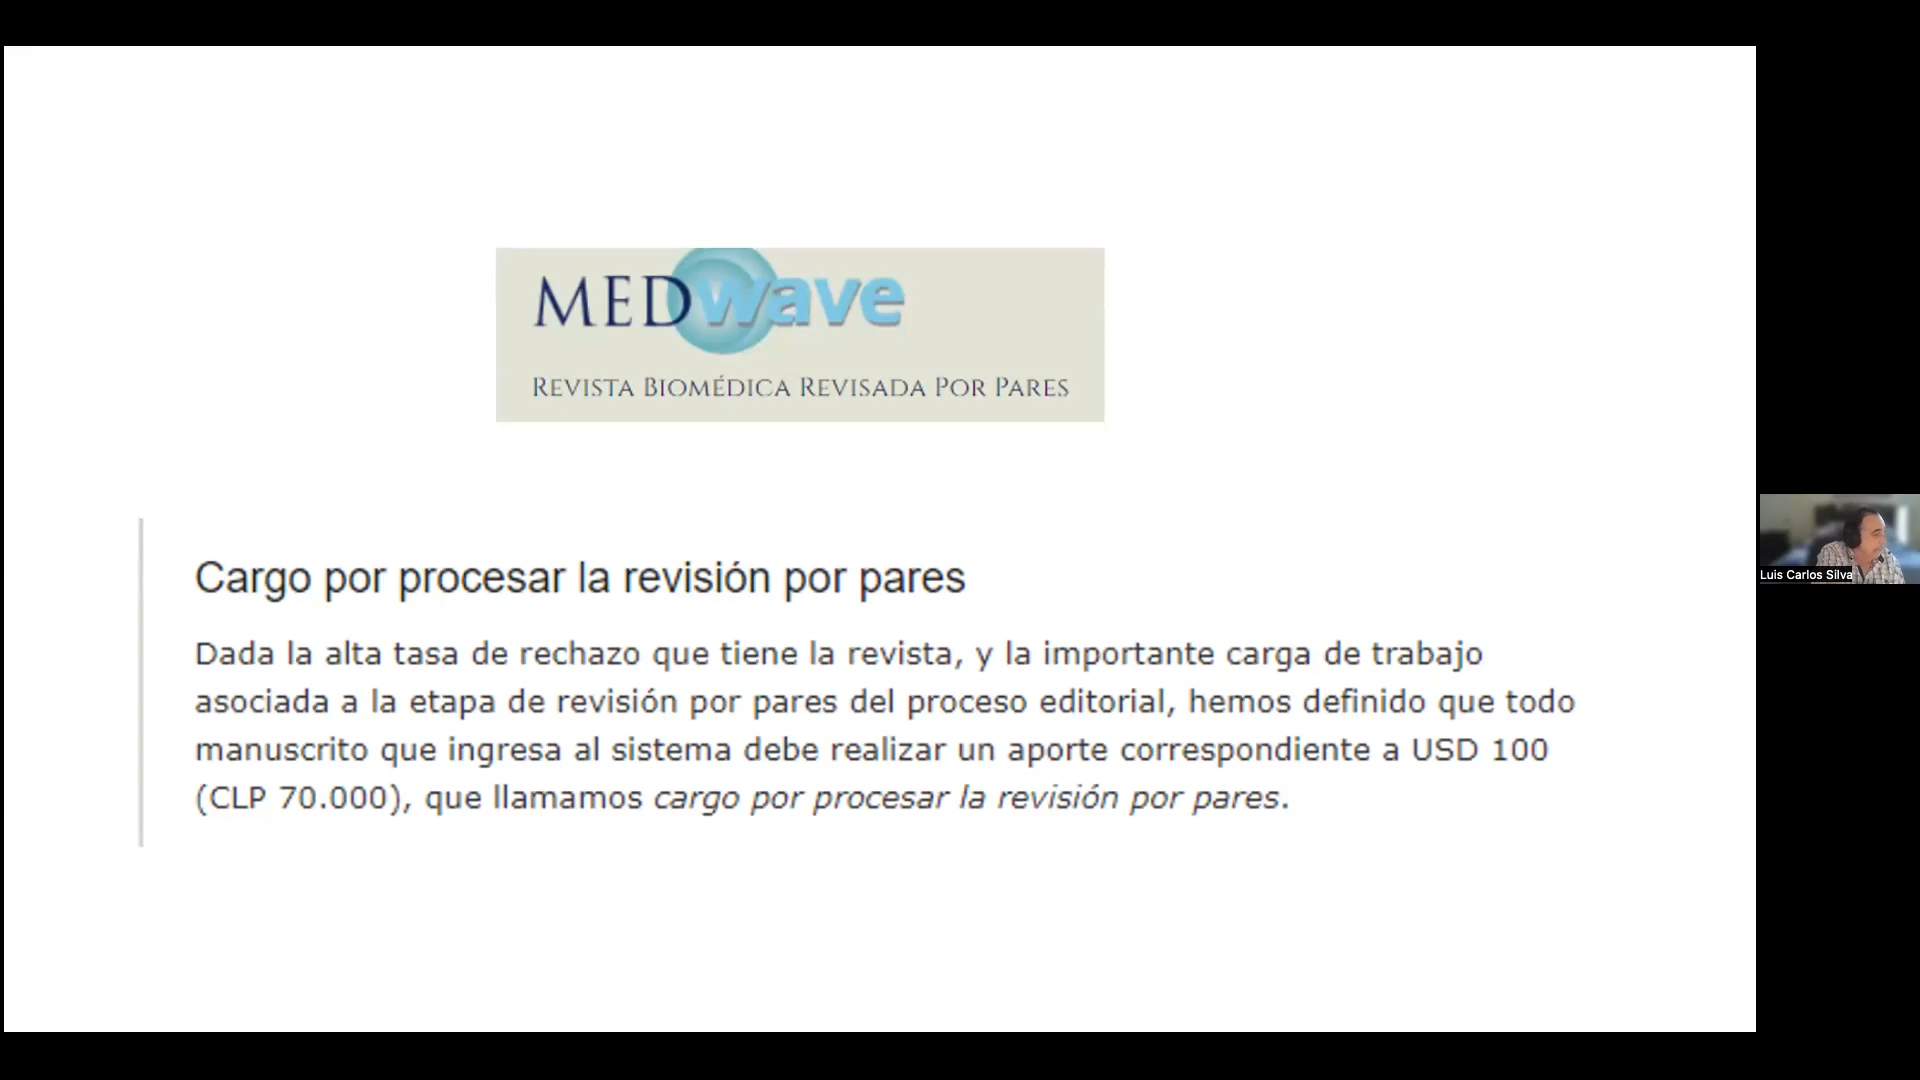 MEDwave
REVISTA BIOMÉDICA REVISADA POR PARES
Cargo por procesar la revisión por pares
Dada la alta tasa de rechazo que tiene la revista, y la importante carga de trabajo
asociada a la etapa de revisión por pares del proceso editorial, hemos definido que todo
manuscrito que ingresa al sistema debe realizar un aporte correspondiente a USD 100
(CLP 70.000), que llamamos cargo por procesar la revisión por pares.
Luis Carlos Silva